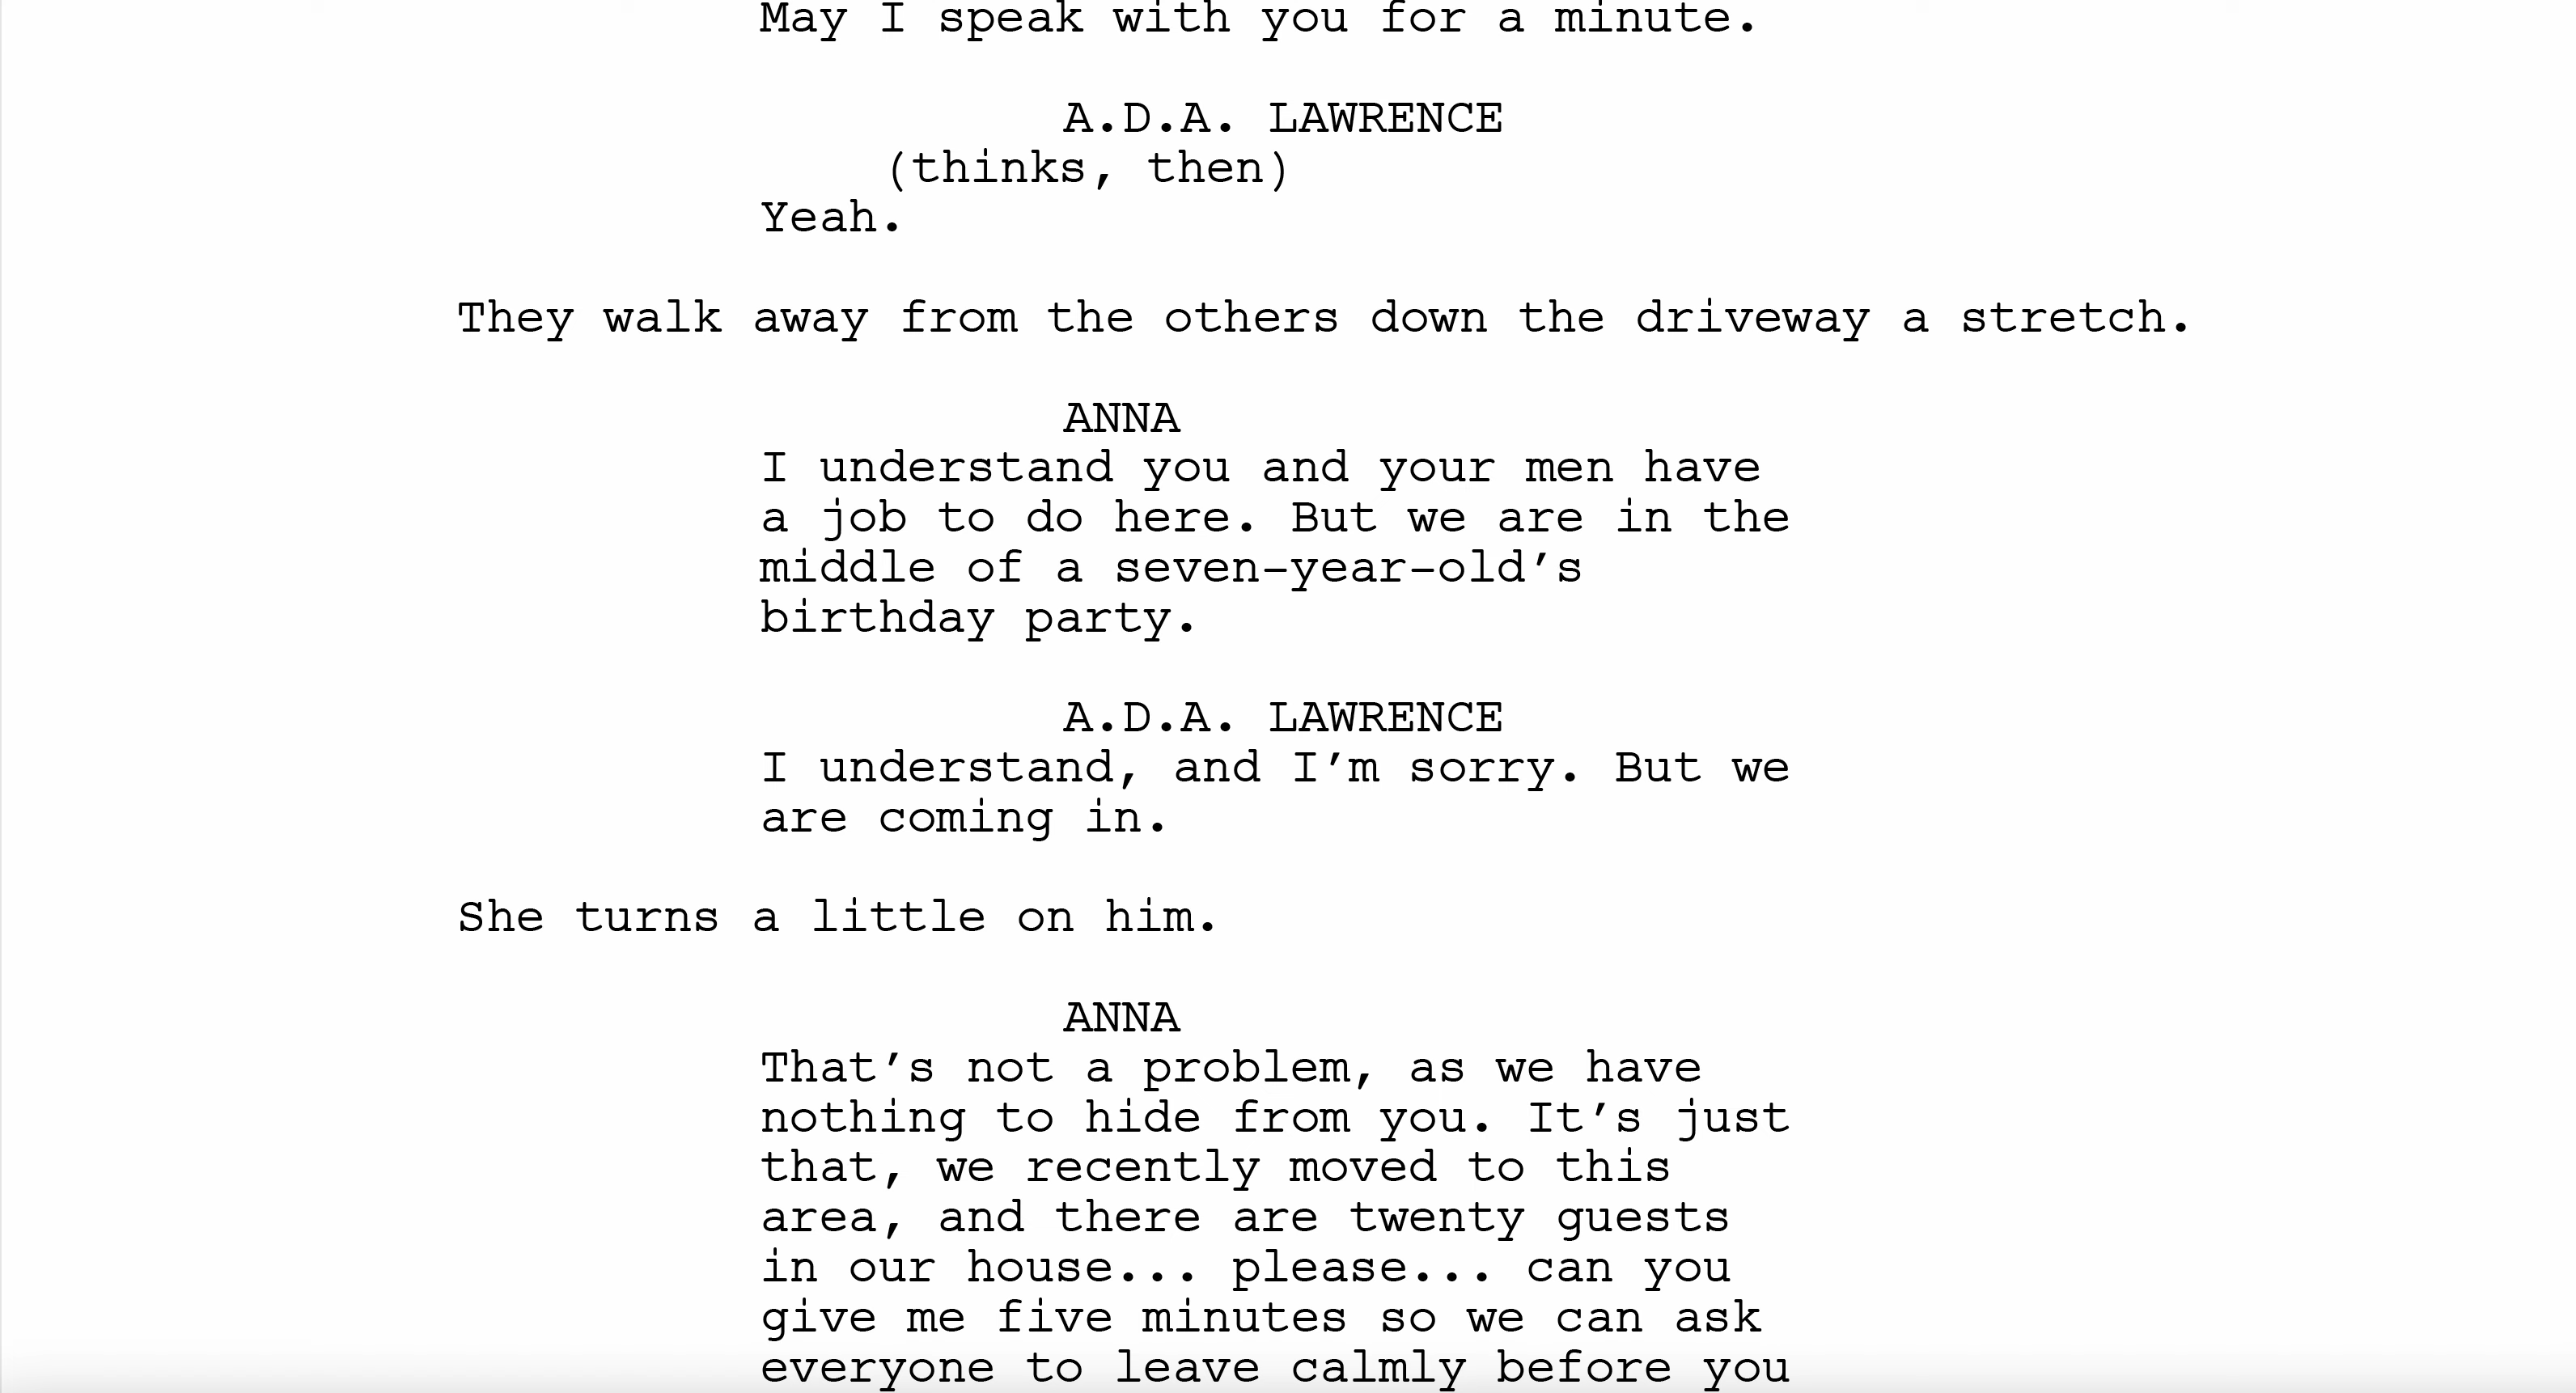 May I speak with you for a minute.
A.D.A. LAWRENCE
(thinks, then)
Yeah.
They walk away from the others down the driveway a stretch.
ANNA
I understand you and your men have
a job to do here. But we are in the
middle of a seven-year-old’s
birthday party.
A.D.A. LAWRENCE
I understand, and I’m sorry. But we
are coming in.
She turns a little on him.
ANNA
That’s not a problem, as we have
nothing to hide from you. It’s just
that, we recently moved to this
area, and there are twenty guests
in our house... please... can you
give me five minutes so we can ask
everyone to leave calmly before you